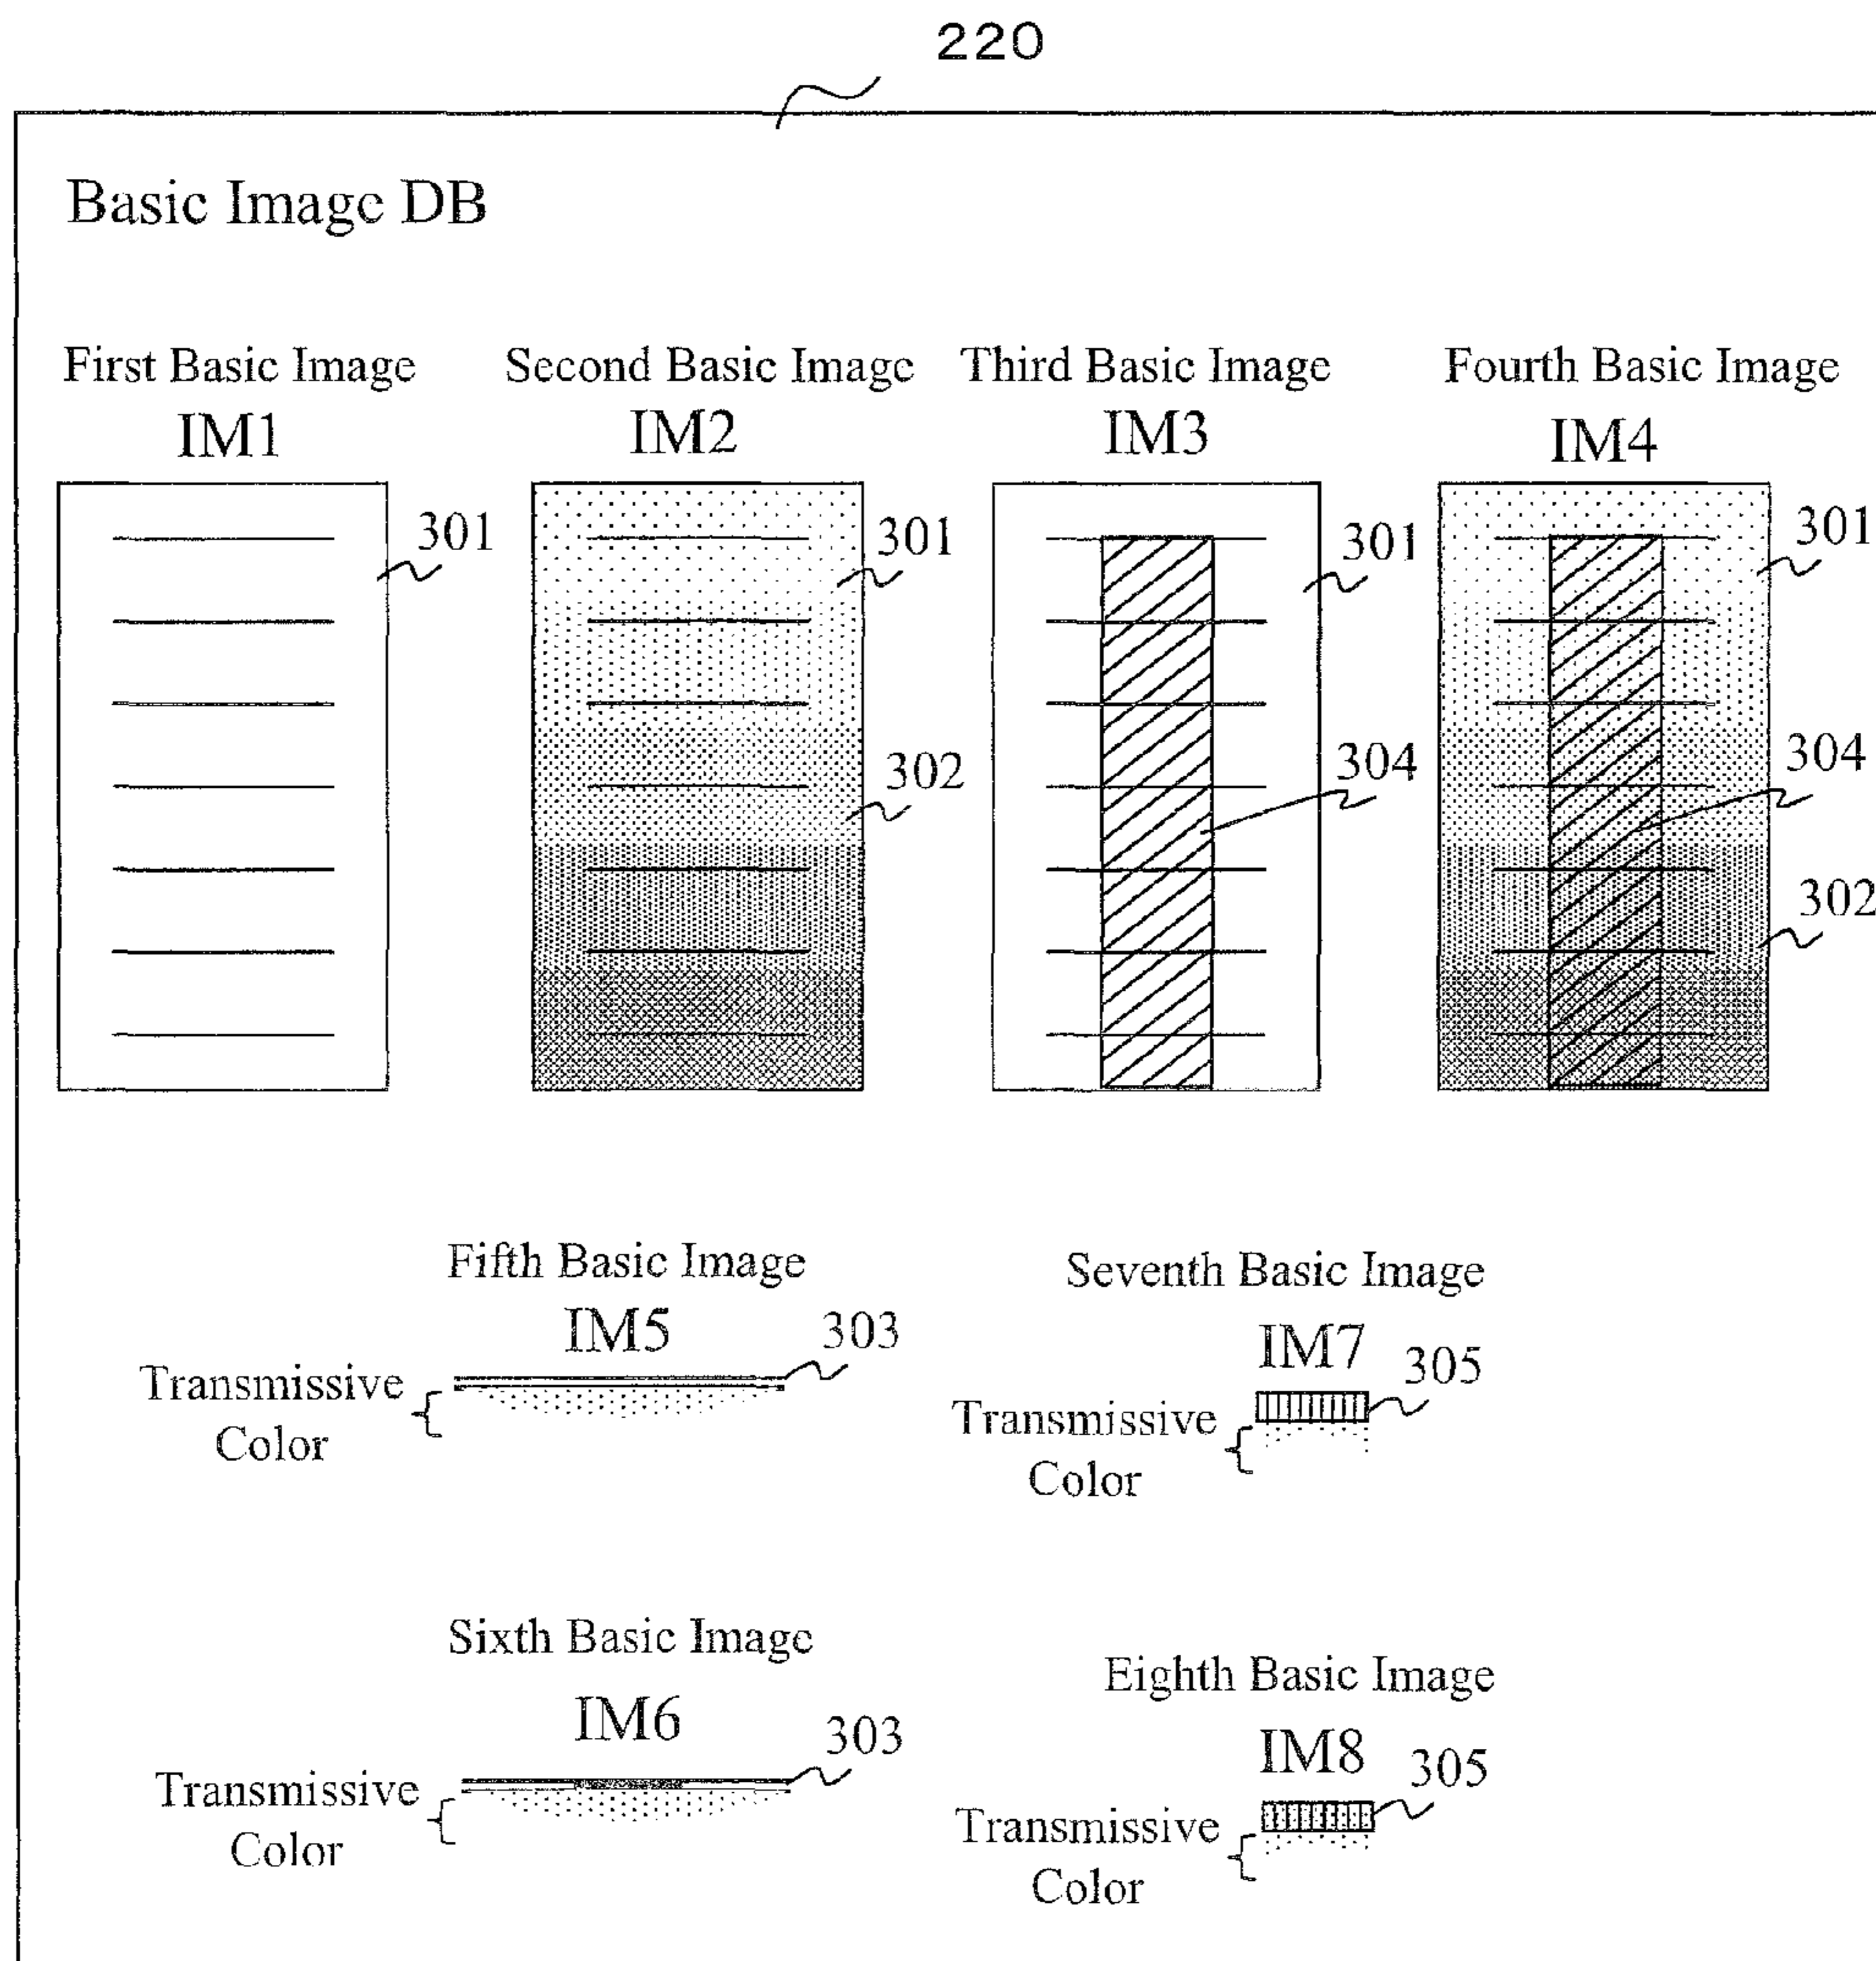 220
Basic Image DB
First Basic Image
IM1
301
Second Basic Image
IM2
301
302
Third Basic Image
IM3
301
304
Fourth Basic Image
IM4
301
304
302
Fifth Basic Image
IM5
303
Transmissive
Color
Seventh Basic Image
IM7
305
Transmissive
Color
Sixth Basic Image
IM6
303
Transmissive
Color
Eighth Basic Image
IM8
305
Transmissive
Color